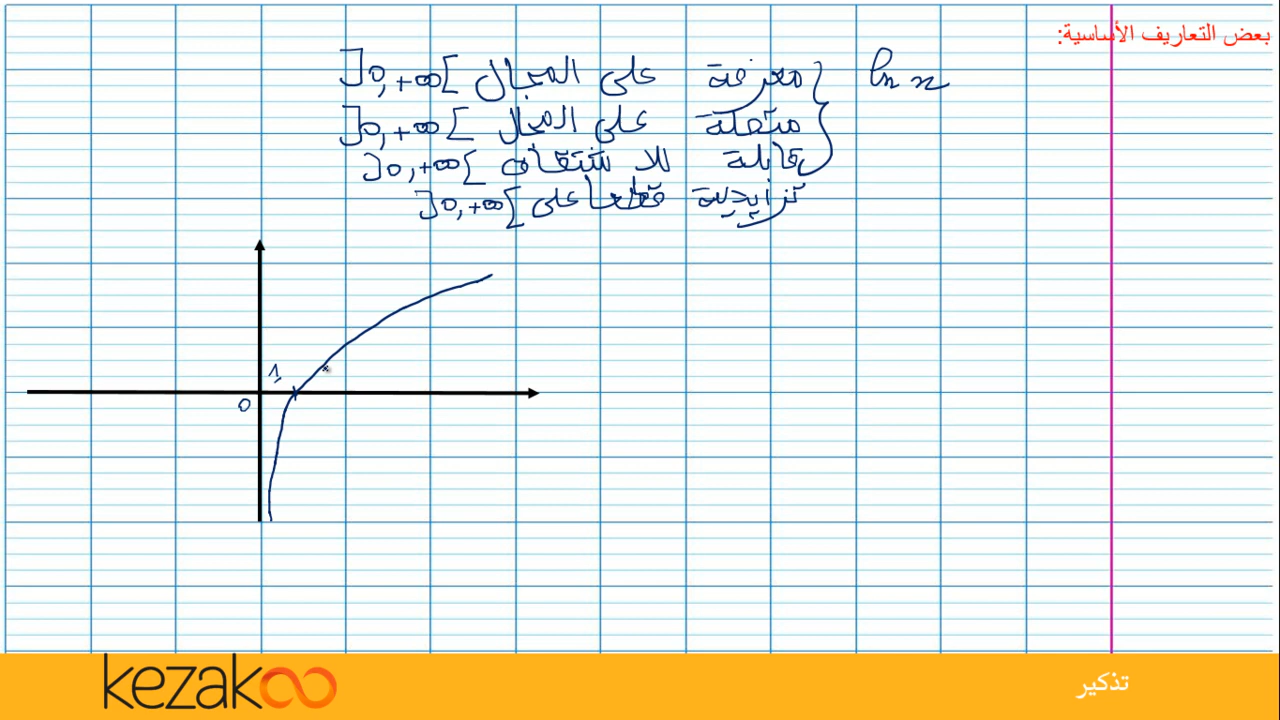 بعض التعاريف الأساسية:
ln x معرفة على المجال ]0,+∞[
متصلة على المجال ]0,+∞[
قابلة للاشتقاق ]0,+∞[
تزايدية قطعا على ]0,+∞[
1
0
kezakoo
تذكير